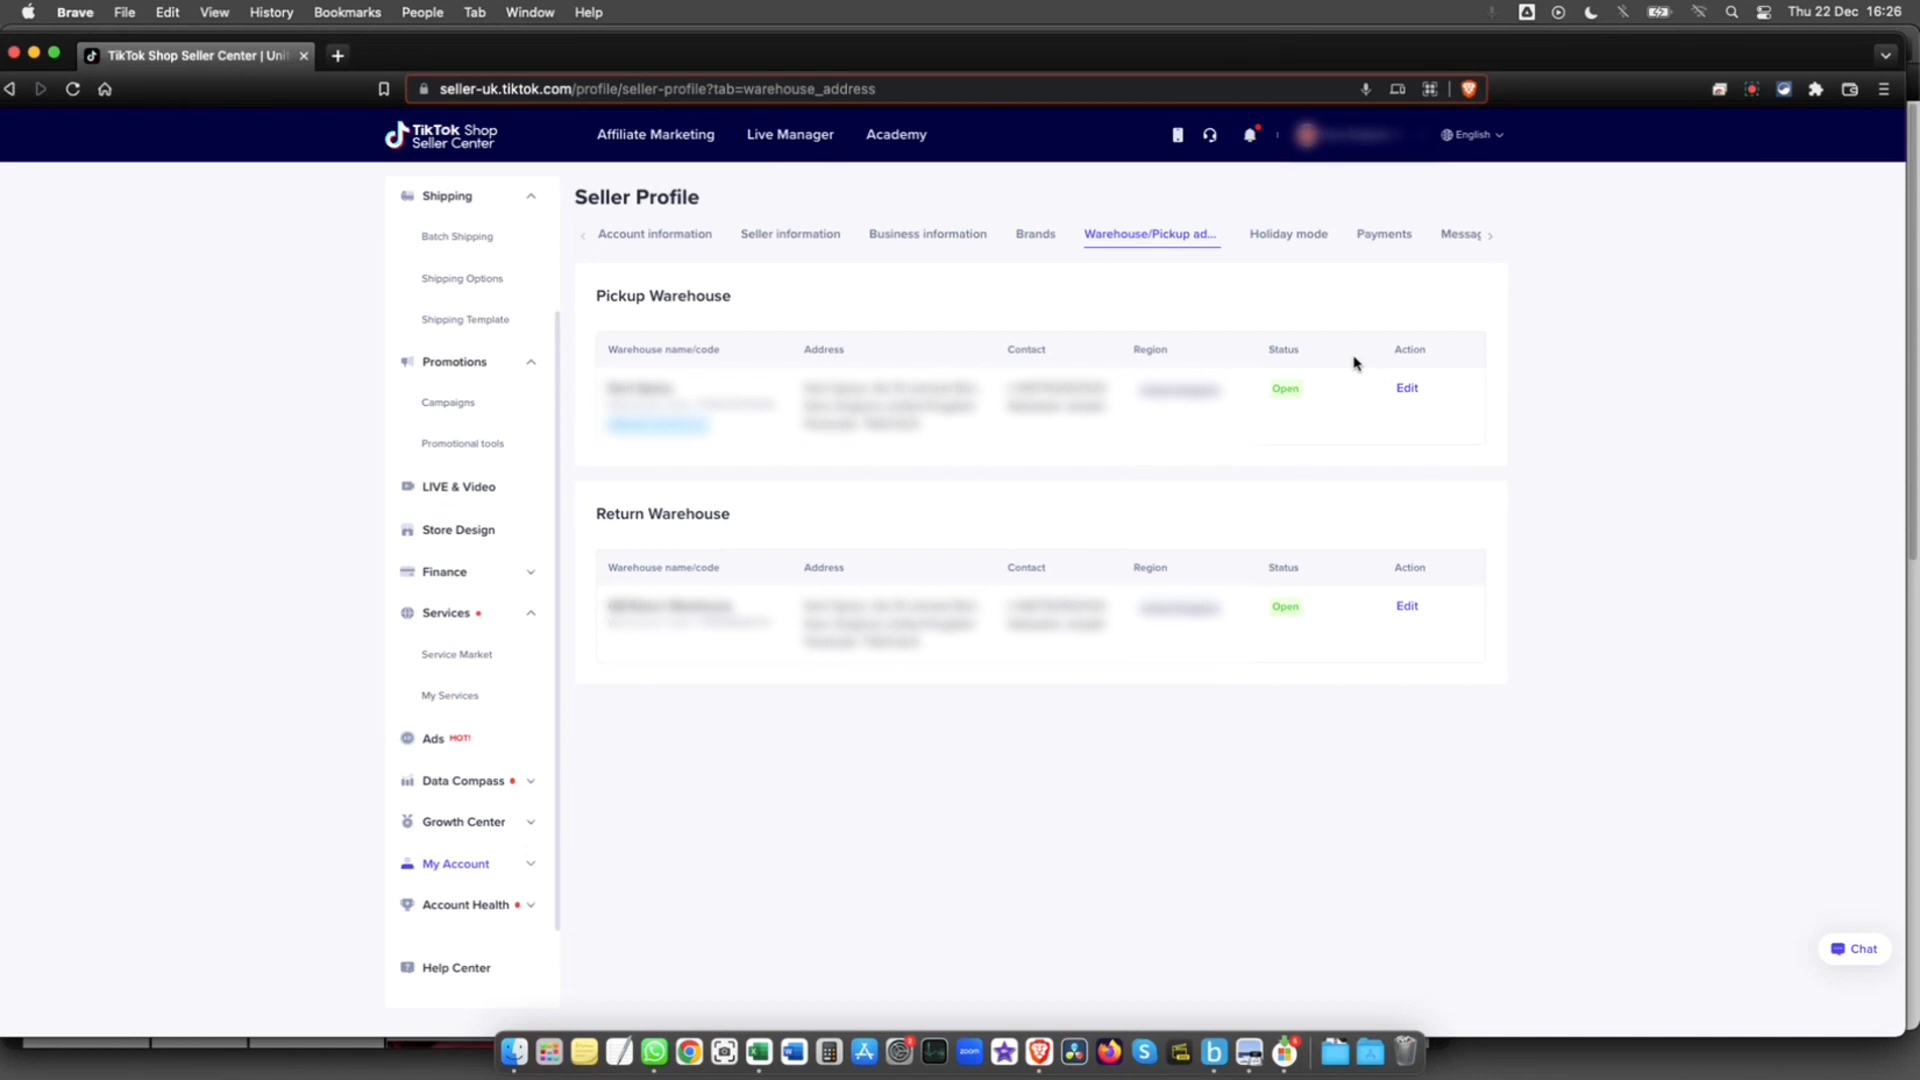 Brave File Edit View History Bookmarks People Tab Window Help Thu 22 Dec 16:26
TikTok Shop Seller Center | Uni
seller-uk.tiktok.com/profile/seller-profile?tab=warehouse_address
TikTok Shop
Seller Center
Affiliate Marketing Live Manager Academy English
Shipping
Batch Shipping
Shipping Options
Shipping Template
Promotions
Campaigns
Promotional tools
LIVE & Video
Store Design
Finance
Services
Service Market
My Services
Ads HOT!
Data Compass
Growth Center
My Account
Account Health
Help Center
Seller Profile
Account information Seller information Business information Brands Warehouse/Pickup ad... Holiday mode Payments Messag
Pickup Warehouse
Warehouse name/code Address Contact Region Status Action
Open Edit
Return Warehouse
Warehouse name/code Address Contact Region Status Action
Open Edit
Chat
zoom